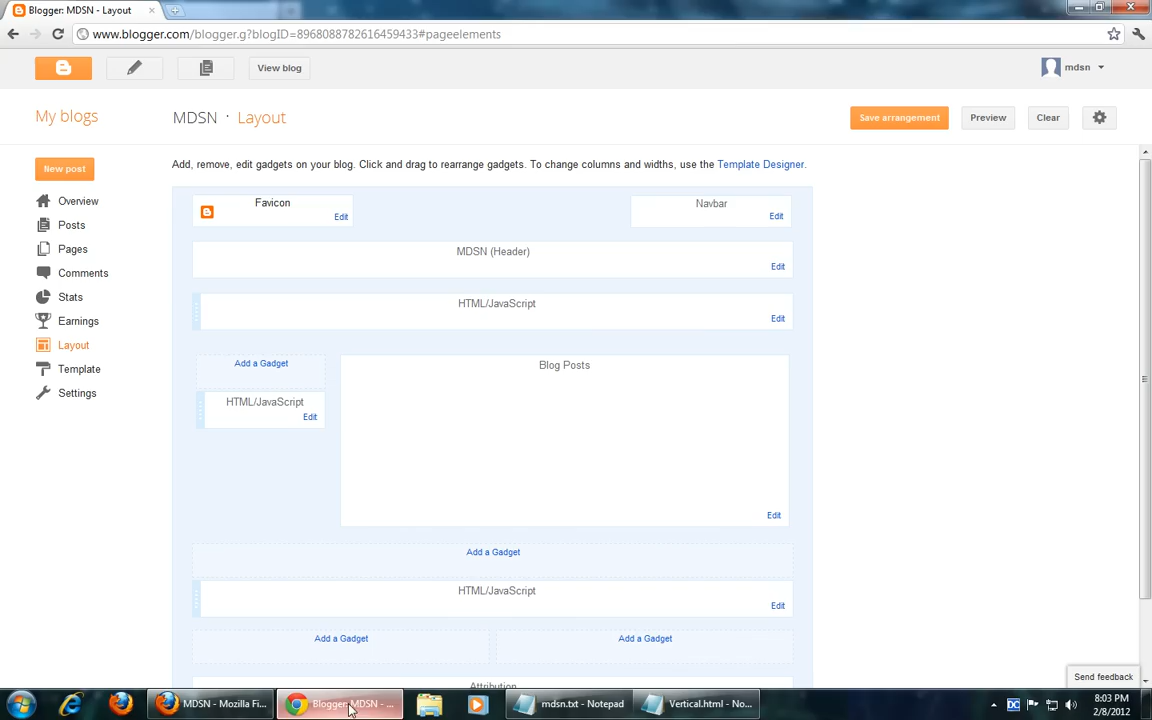 Blogger: MDSN - Layout
www.blogger.com/blogger.g?blogID=8968088782616459433#pageelements
View blog
mdsn
My blogs
MDSN · Layout
Save arrangement
Preview
Clear
New post
Add, remove, edit gadgets on your blog. Click and drag to rearrange gadgets. To change columns and widths, use the Template Designer.
Overview
Posts
Pages
Comments
Stats
Earnings
Layout
Template
Settings
Favicon
Edit
Navbar
Edit
MDSN (Header)
Edit
HTML/JavaScript
Edit
Add a Gadget
HTML/JavaScript
Edit
Blog Posts
Edit
Add a Gadget
HTML/JavaScript
Edit
Add a Gadget
Add a Gadget
Attribution
Send feedback
MDSN - Mozilla Fi...
Blogger: MDSN - ...
mdsn.txt - Notepad
Vertical.html - No...
DC
8:03 PM
2/8/2012